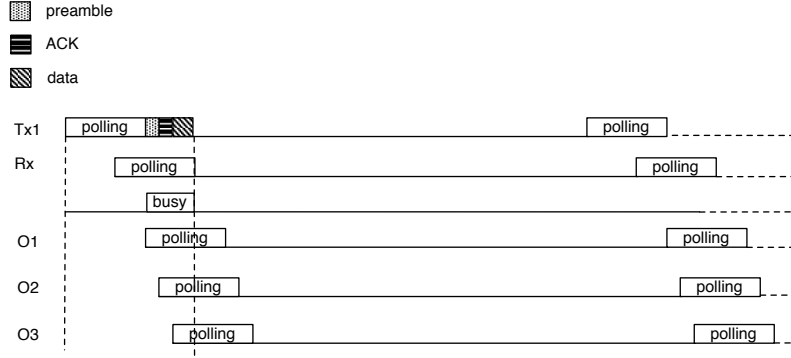 preamble
ACK
data
Tx1 polling polling
Rx polling polling
busy
O1 polling polling
O2 polling polling
O3 polling polling